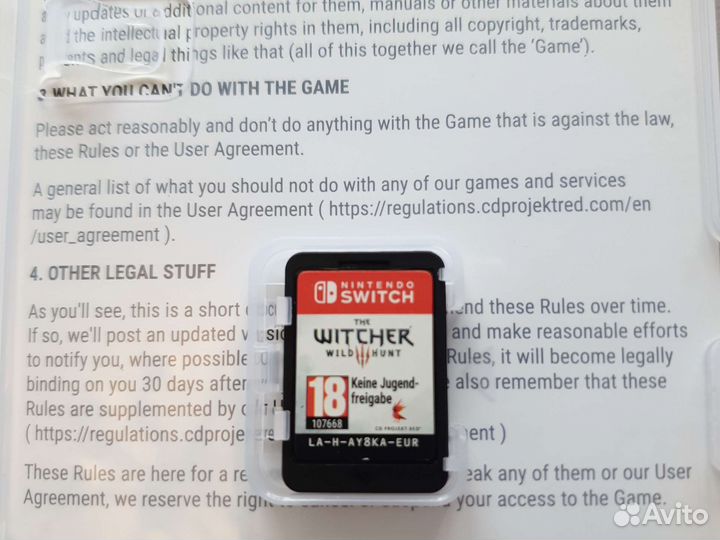 updates or additional content for them, manuals or other materials about them
the intellectual property rights in them, including all copyright, trademarks,
patents and legal things like that (all of this together we call the ‘Game’).
3 WHAT YOU CAN'T DO WITH THE GAME
Please act reasonably and don’t do anything with the Game that is against the law,
these Rules or the User Agreement.
A general list of what you should not do with any of our games and services
may be found in the User Agreement ( https://regulations.cdprojektred.com/en
/user_agreement ).
4. OTHER LEGAL STUFF
As you’ll see, this is a short end these Rules over time.
If so, we’ll post an updated and make reasonable efforts
to notify you, where possible Rules, it will become legally
binding on you 30 days after also remember that these
Rules are supplemented by
( https://regulations.cdprojektred )
These Rules are here for a any of them or our User
Agreement, we reserve the right your access to the Game.
NINTENDO
SWITCH
THE
WITCHER
WILD HUNT
18
Keine Jugend-
freigabe
107668
CD PROJEKT RED
LA-H-AY8KA-EUR
Avito